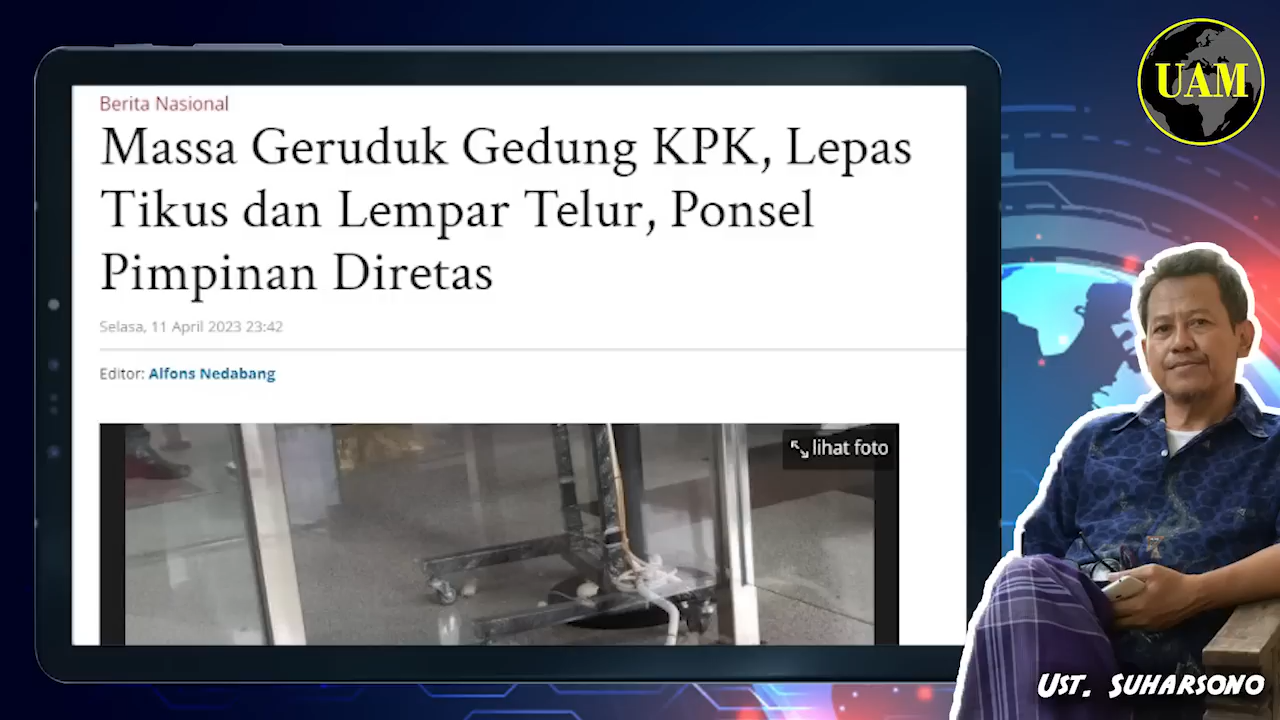 UAM
Berita Nasional
Massa Geruduk Gedung KPK, Lepas
Tikus dan Lempar Telur, Ponsel
Pimpinan Diretas
Selasa, 11 April 2023 23:42
Editor: Alfons Nedabang
lihat foto
UST. SUHARSONO